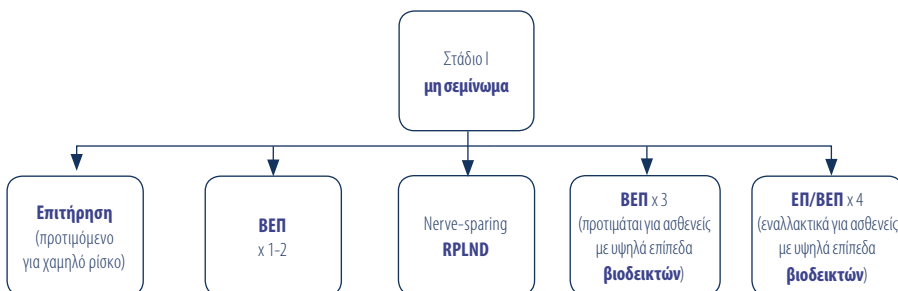 Στάδιο Ι
μη σεμίνωμα
Επιτήρηση
(προτιμόμενο
για χαμηλό ρίσκο)
ΒΕΠ
x 1-2
Nerve-sparing
RPLND
ΒΕΠ x 3
(προτιμάται για ασθενείς
με υψηλά επίπεδα
βιοδεικτών)
ΕΠ/ΒΕΠ x 4
(εναλλακτικά για ασθενείς
με υψηλά επίπεδα
βιοδεικτών)